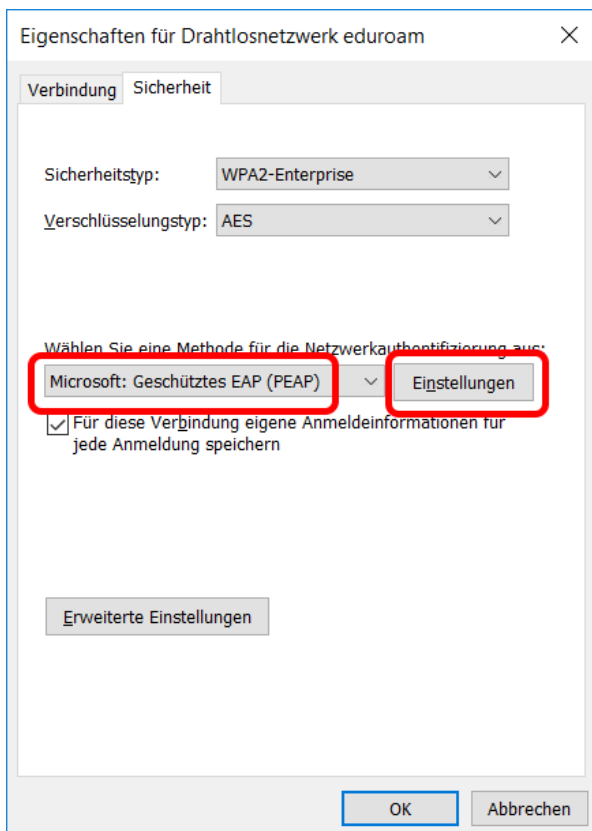 Eigenschaften für Drahtlosnetzwerk eduroam
Verbindung Sicherheit
Sicherheitstyp: WPA2-Enterprise
Verschlüsselungstyp: AES
Wählen Sie eine Methode für die Netzwerkauthentifizierung aus:
Microsoft: Geschütztes EAP (PEAP) Einstellungen
Für diese Verbindung eigene Anmeldeinformationen für
jede Anmeldung speichern
Erweiterte Einstellungen
OK Abbrechen